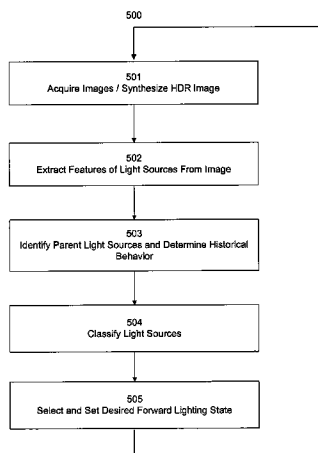 500
501
Acquire Images / Synthesize HDR Image
502
Extract Features of Light Sources From Image
503
Identify Parent Light Sources and Determine Historical
Behavior
504
Classify Light Sources
505
Select and Set Desired Forward Lighting State